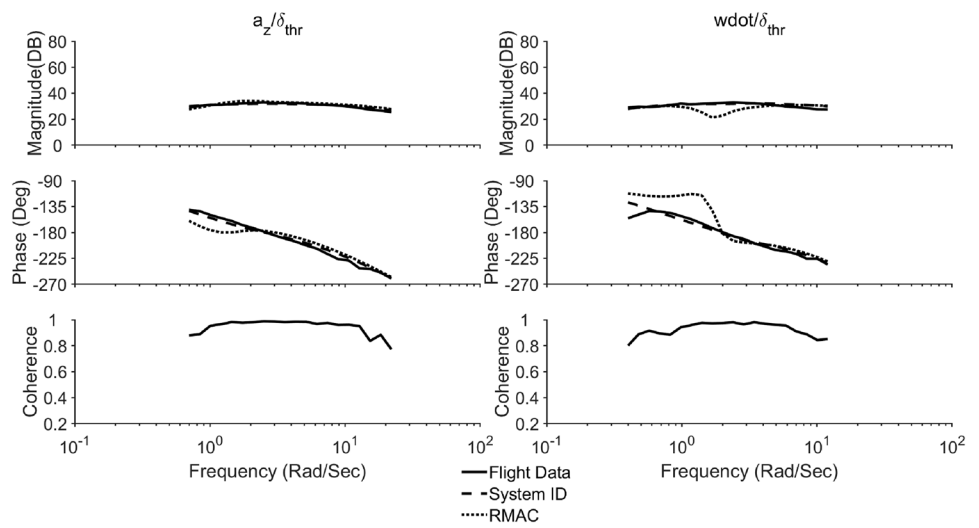 a_z/δ_thr
Magnitude(DB)
80
60
40
20
0
Phase (Deg)
-90
-135
-180
-225
-270
Coherence
1
0.8
0.6
0.4
0.2
10^-1
10^0
10^1
10^2
Frequency (Rad/Sec)
wdot/δ_thr
Magnitude(DB)
80
60
40
20
0
Phase (Deg)
-90
-135
-180
-225
-270
Coherence
1
0.8
0.6
0.4
0.2
10^-1
10^0
10^1
10^2
Frequency (Rad/Sec)
Flight Data
System ID
RMAC